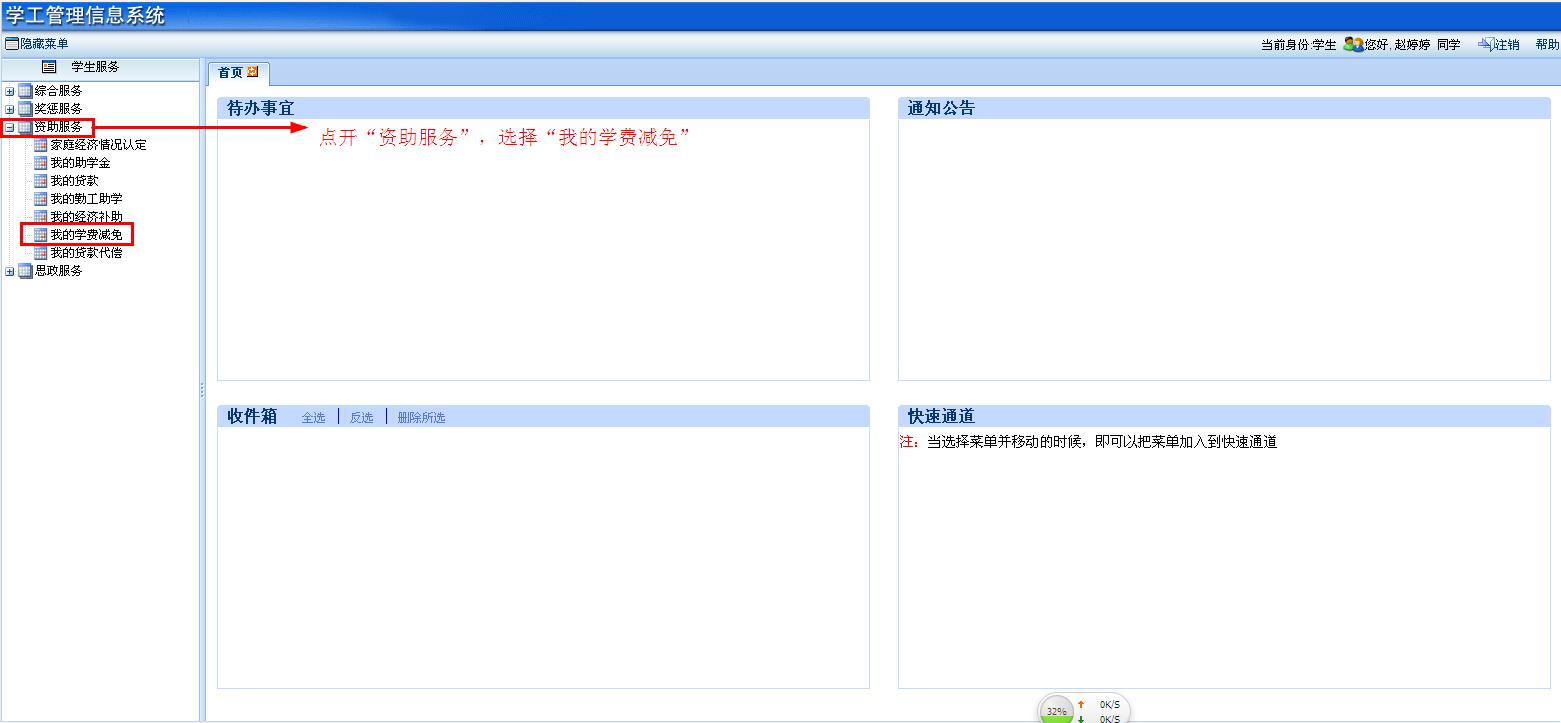 学工管理信息系统
隐藏菜单
当前身份:学生 您好, 赵婷婷 同学 注销 帮助
学生服务
首页
综合服务
奖惩服务
资助服务
家庭经济情况认定
我的助学金
我的贷款
我的勤工助学
我的经济补助
我的学费减免
我的贷款代偿
思政服务
待办事宜
点开“资助服务”，选择“我的学费减免”
通知公告
收件箱 全选 反选 删除所选
快速通道
注：当选择菜单并移动的时候，即可以把菜单加入到快速通道
32%
0K/S
0K/S